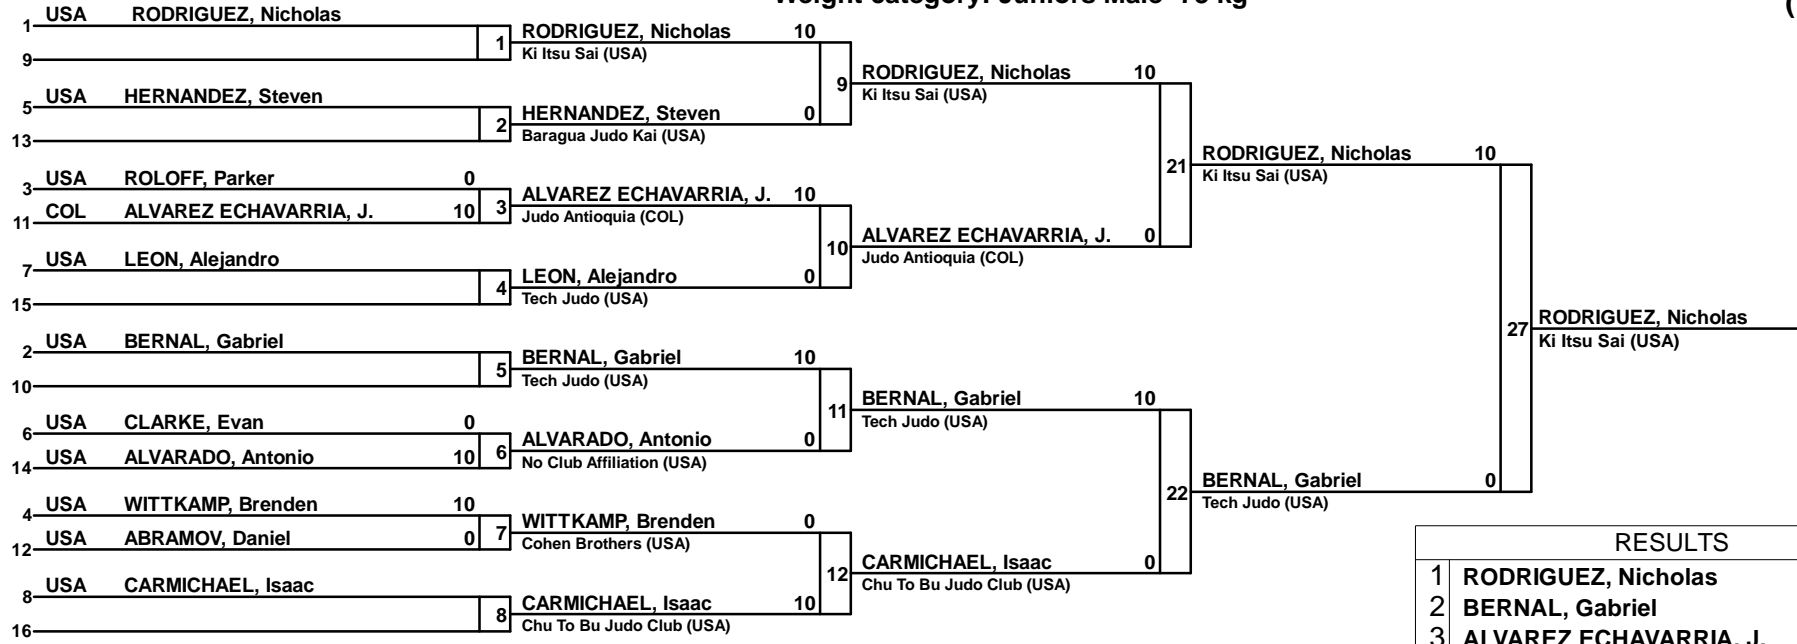 Weight category: Juniors Male -73 kg
(
1 USA RODRIGUEZ, Nicholas
9
1 RODRIGUEZ, Nicholas 10
Ki Itsu Sai (USA)
5 USA HERNANDEZ, Steven
13
2 HERNANDEZ, Steven 0
Baragua Judo Kai (USA)
9 RODRIGUEZ, Nicholas 10
Ki Itsu Sai (USA)
3 USA ROLOFF, Parker 0
11 COL ALVAREZ ECHAVARRIA, J. 10
3 ALVAREZ ECHAVARRIA, J. 10
Judo Antioquia (COL)
7 USA LEON, Alejandro
15
4 LEON, Alejandro 0
Tech Judo (USA)
10 ALVAREZ ECHAVARRIA, J. 0
Judo Antioquia (COL)
21 RODRIGUEZ, Nicholas 10
Ki Itsu Sai (USA)
2 USA BERNAL, Gabriel
10
5 BERNAL, Gabriel 10
Tech Judo (USA)
6 USA CLARKE, Evan 0
14 USA ALVARADO, Antonio 10
6 ALVARADO, Antonio 0
No Club Affiliation (USA)
11 BERNAL, Gabriel 10
Tech Judo (USA)
4 USA WITTKAMP, Brenden 10
12 USA ABRAMOV, Daniel 0
7 WITTKAMP, Brenden 0
Cohen Brothers (USA)
8 USA CARMICHAEL, Isaac
16
8 CARMICHAEL, Isaac 10
Chu To Bu Judo Club (USA)
12 CARMICHAEL, Isaac 0
Chu To Bu Judo Club (USA)
22 BERNAL, Gabriel 0
Tech Judo (USA)
27 RODRIGUEZ, Nicholas
Ki Itsu Sai (USA)
RESULTS
1 RODRIGUEZ, Nicholas
2 BERNAL, Gabriel
3 ALVAREZ ECHAVARRIA, J.